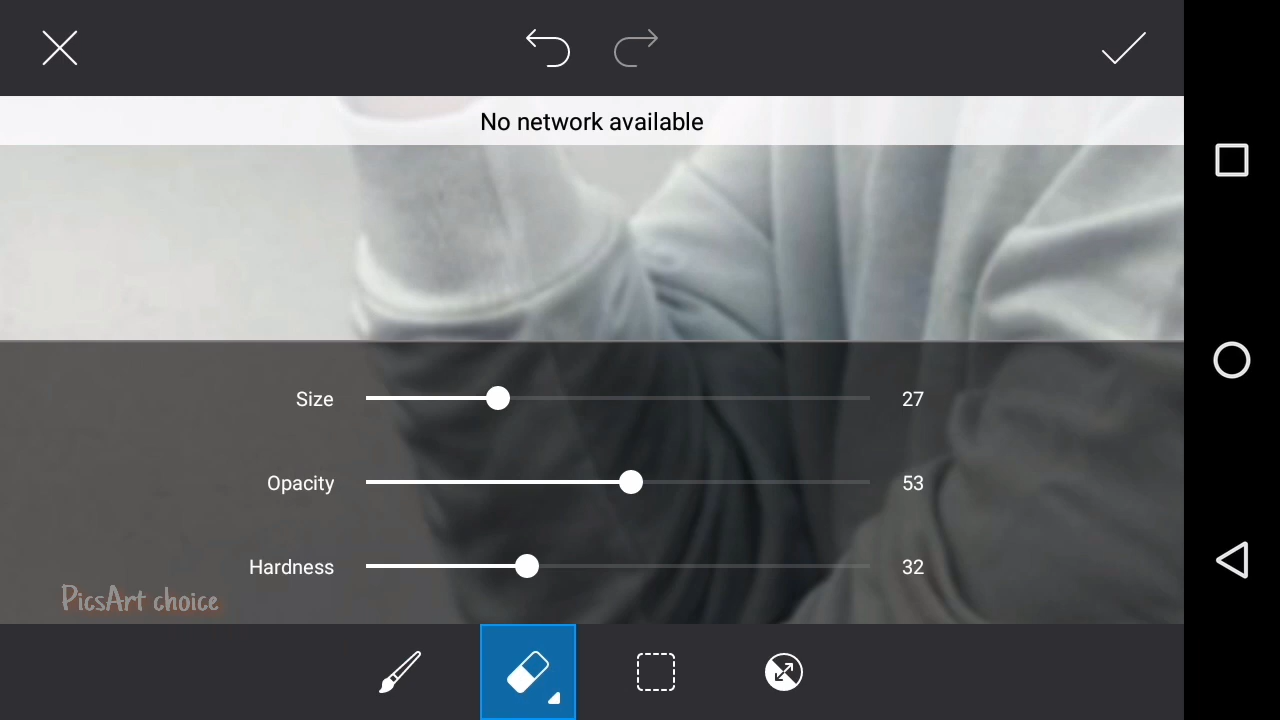 No network available
Size 27
Opacity 53
Hardness 32
PicsArt choice